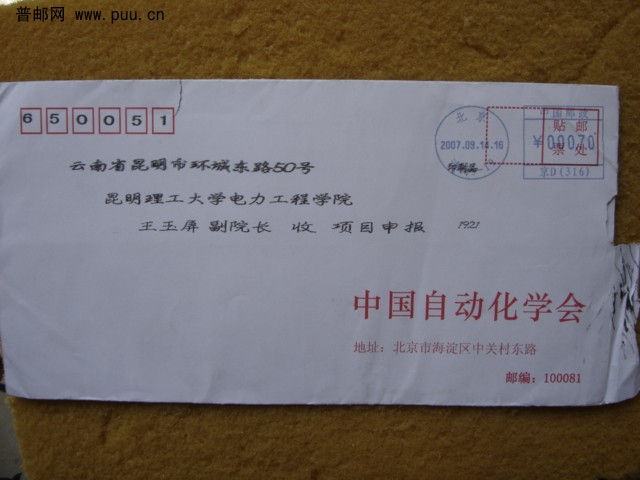 普邮网 www.puu.cn
650051
北京
2007.09.14.16
中国邮政
贴邮
票处
¥00070
京D(316)
云南省昆明市环城东路50号
昆明理工大学电力工程学院
王玉屏副院长 收 项目申报 1921
中国自动化学会
地址：北京市海淀区中关村东路
邮编：100081